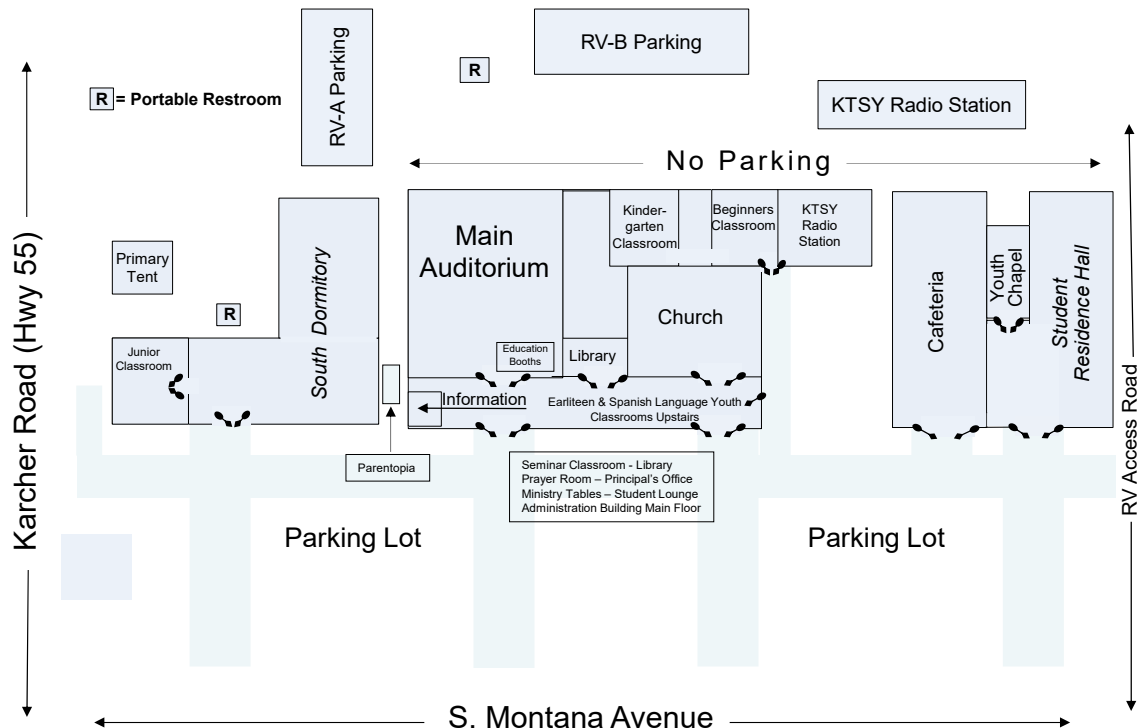 RV-B Parking
R
RV-A Parking
R = Portable Restroom
KTSY Radio Station
No Parking
Karcher Road (Hwy 55)
Primary
Tent
R
Junior
Classroom
South Dormitory
Main
Auditorium
Kinder-
garten
Classroom
Beginners
Classroom
KTSY
Radio
Station
Church
Education
Booths
Library
Information
Earliteen & Spanish Language Youth
Classrooms Upstairs
Cafeteria
Youth
Chapel
Student
Residence Hall
RV Access Road
Parentopia
Seminar Classroom - Library
Prayer Room – Principal's Office
Ministry Tables – Student Lounge
Administration Building Main Floor
Parking Lot
Parking Lot
S. Montana Avenue